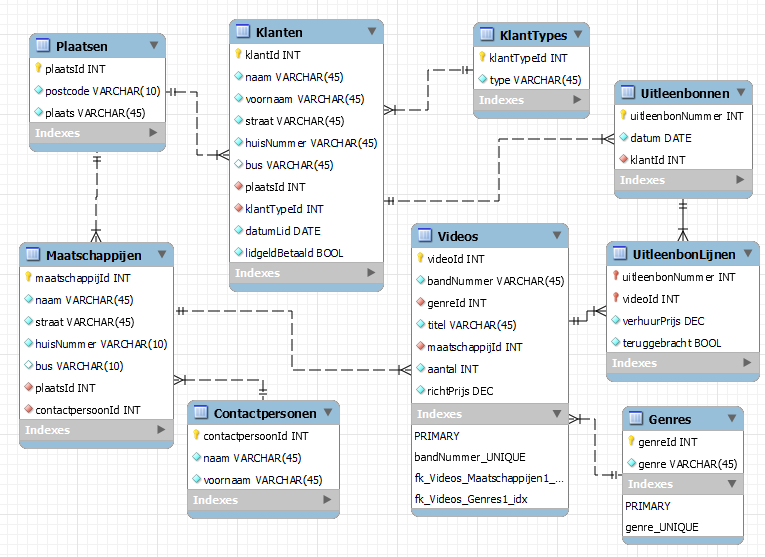 Plaatsen
plaatsId INT
postcode VARCHAR(10)
plaats VARCHAR(45)
Indexes
Klanten
klantId INT
naam VARCHAR(45)
voornaam VARCHAR(45)
straat VARCHAR(45)
huisNummer VARCHAR(45)
bus VARCHAR(45)
plaatsId INT
klantTypeId INT
datumLid DATE
lidgeldBetaald BOOL
Indexes
KlantTypes
klantTypeId INT
type VARCHAR(45)
Indexes
Uitleenbonnen
uitleenbonNummer INT
datum DATE
klantId INT
Indexes
Maatschappijen
maatschappijId INT
naam VARCHAR(45)
straat VARCHAR(45)
huisNummer VARCHAR(10)
bus VARCHAR(10)
plaatsId INT
contactpersoonId INT
Indexes
Videos
videoId INT
bandNummer VARCHAR(45)
genreId INT
titel VARCHAR(45)
maatschappijId INT
aantal INT
richtPrijs DEC
Indexes
PRIMARY
bandNummer_UNIQUE
fk_Videos_Maatschappijen1_...
fk_Videos_Genres1_idx
UitleenbonLijnen
uitleenbonNummer INT
videoId INT
verhuurPrijs DEC
teruggebracht BOOL
Indexes
Contactpersonen
contactpersoonId INT
naam VARCHAR(45)
voornaam VARCHAR(45)
Indexes
Genres
genreId INT
genre VARCHAR(45)
Indexes
PRIMARY
genre_UNIQUE